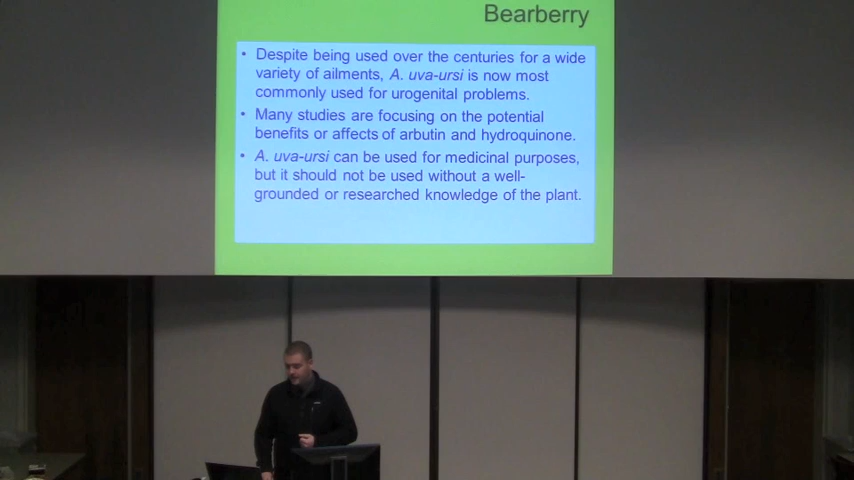 Bearberry
• Despite being used over the centuries for a wide
variety of ailments, A. uva-ursi is now most
commonly used for urogenital problems.
• Many studies are focusing on the potential
benefits or affects of arbutin and hydroquinone.
• A. uva-ursi can be used for medicinal purposes,
but it should not be used without a well-
grounded or researched knowledge of the plant.